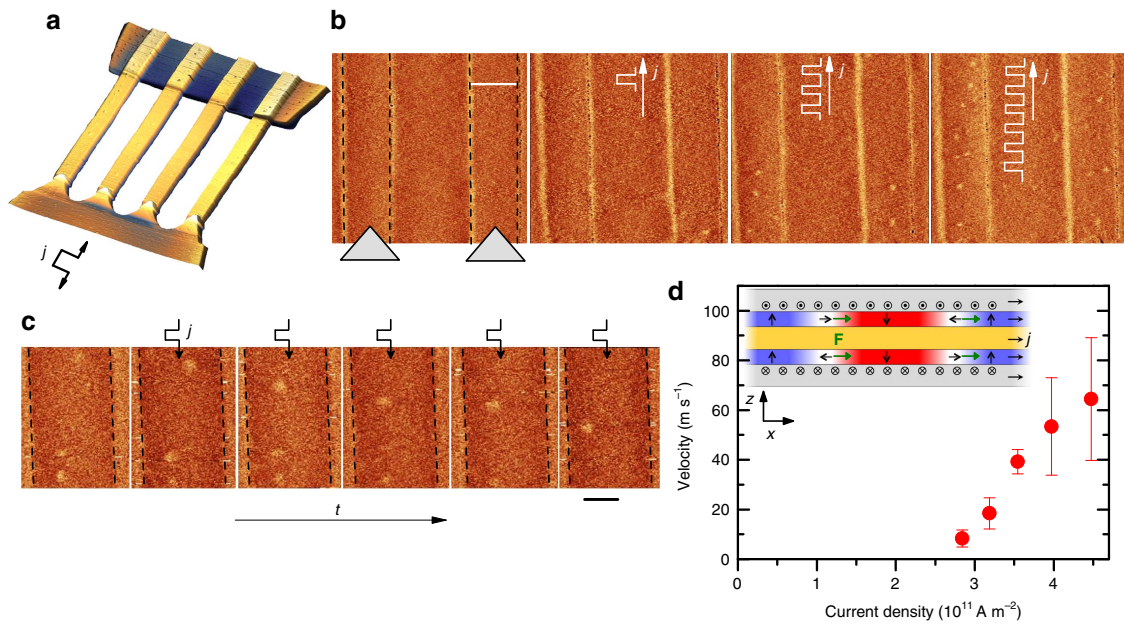 a
j
b
j
j
j
c
j
t
d
100
80
60
40
20
0
Velocity (m s⁻¹)
F
j
z
x
0
1
2
3
4
Current density (10¹¹ A m⁻²)